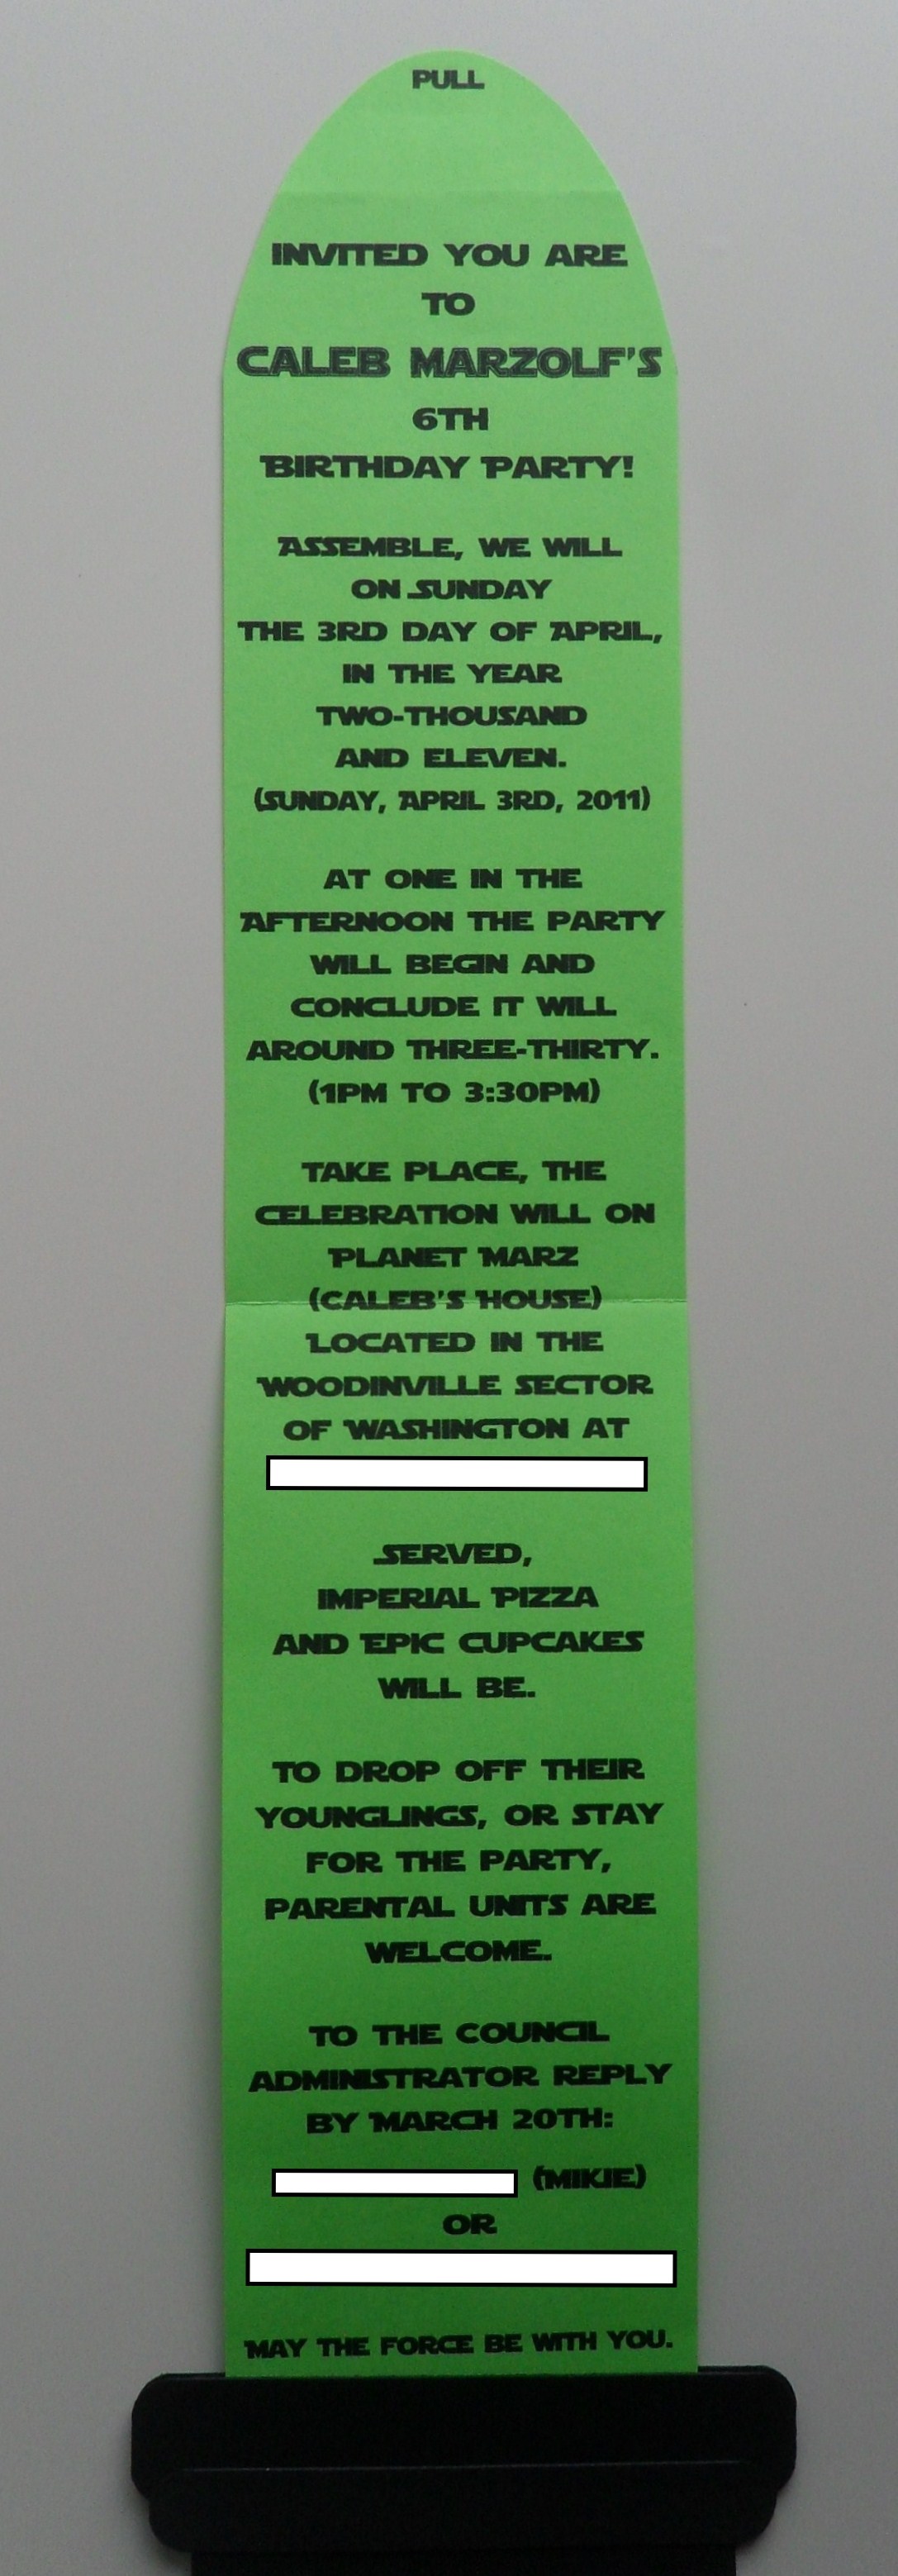 PULL
INVITED YOU ARE
TO
CALEB MARZOLF'S
6TH
BIRTHDAY PARTY!
ASSEMBLE, WE WILL
ON SUNDAY
THE 3RD DAY OF APRIL,
IN THE YEAR
TWO-THOUSAND
AND ELEVEN.
(SUNDAY, APRIL 3RD, 2011)
AT ONE IN THE
AFTERNOON THE PARTY
WILL BEGIN AND
CONCLUDE IT WILL
AROUND THREE-THIRTY.
(1PM TO 3:30PM)
TAKE PLACE, THE
CELEBRATION WILL ON
PLANET MARZ
(CALEB'S HOUSE)
LOCATED IN THE
WOODINVILLE SECTOR
OF WASHINGTON AT
SERVED,
IMPERIAL PIZZA
AND EPIC CUPCAKES
WILL BE.
TO DROP OFF THEIR
YOUNGLINGS, OR STAY
FOR THE PARTY,
PARENTAL UNITS ARE
WELCOME.
TO THE COUNCIL
ADMINISTRATOR REPLY
BY MARCH 20TH:
(MIKIE)
OR
MAY THE FORCE BE WITH YOU.